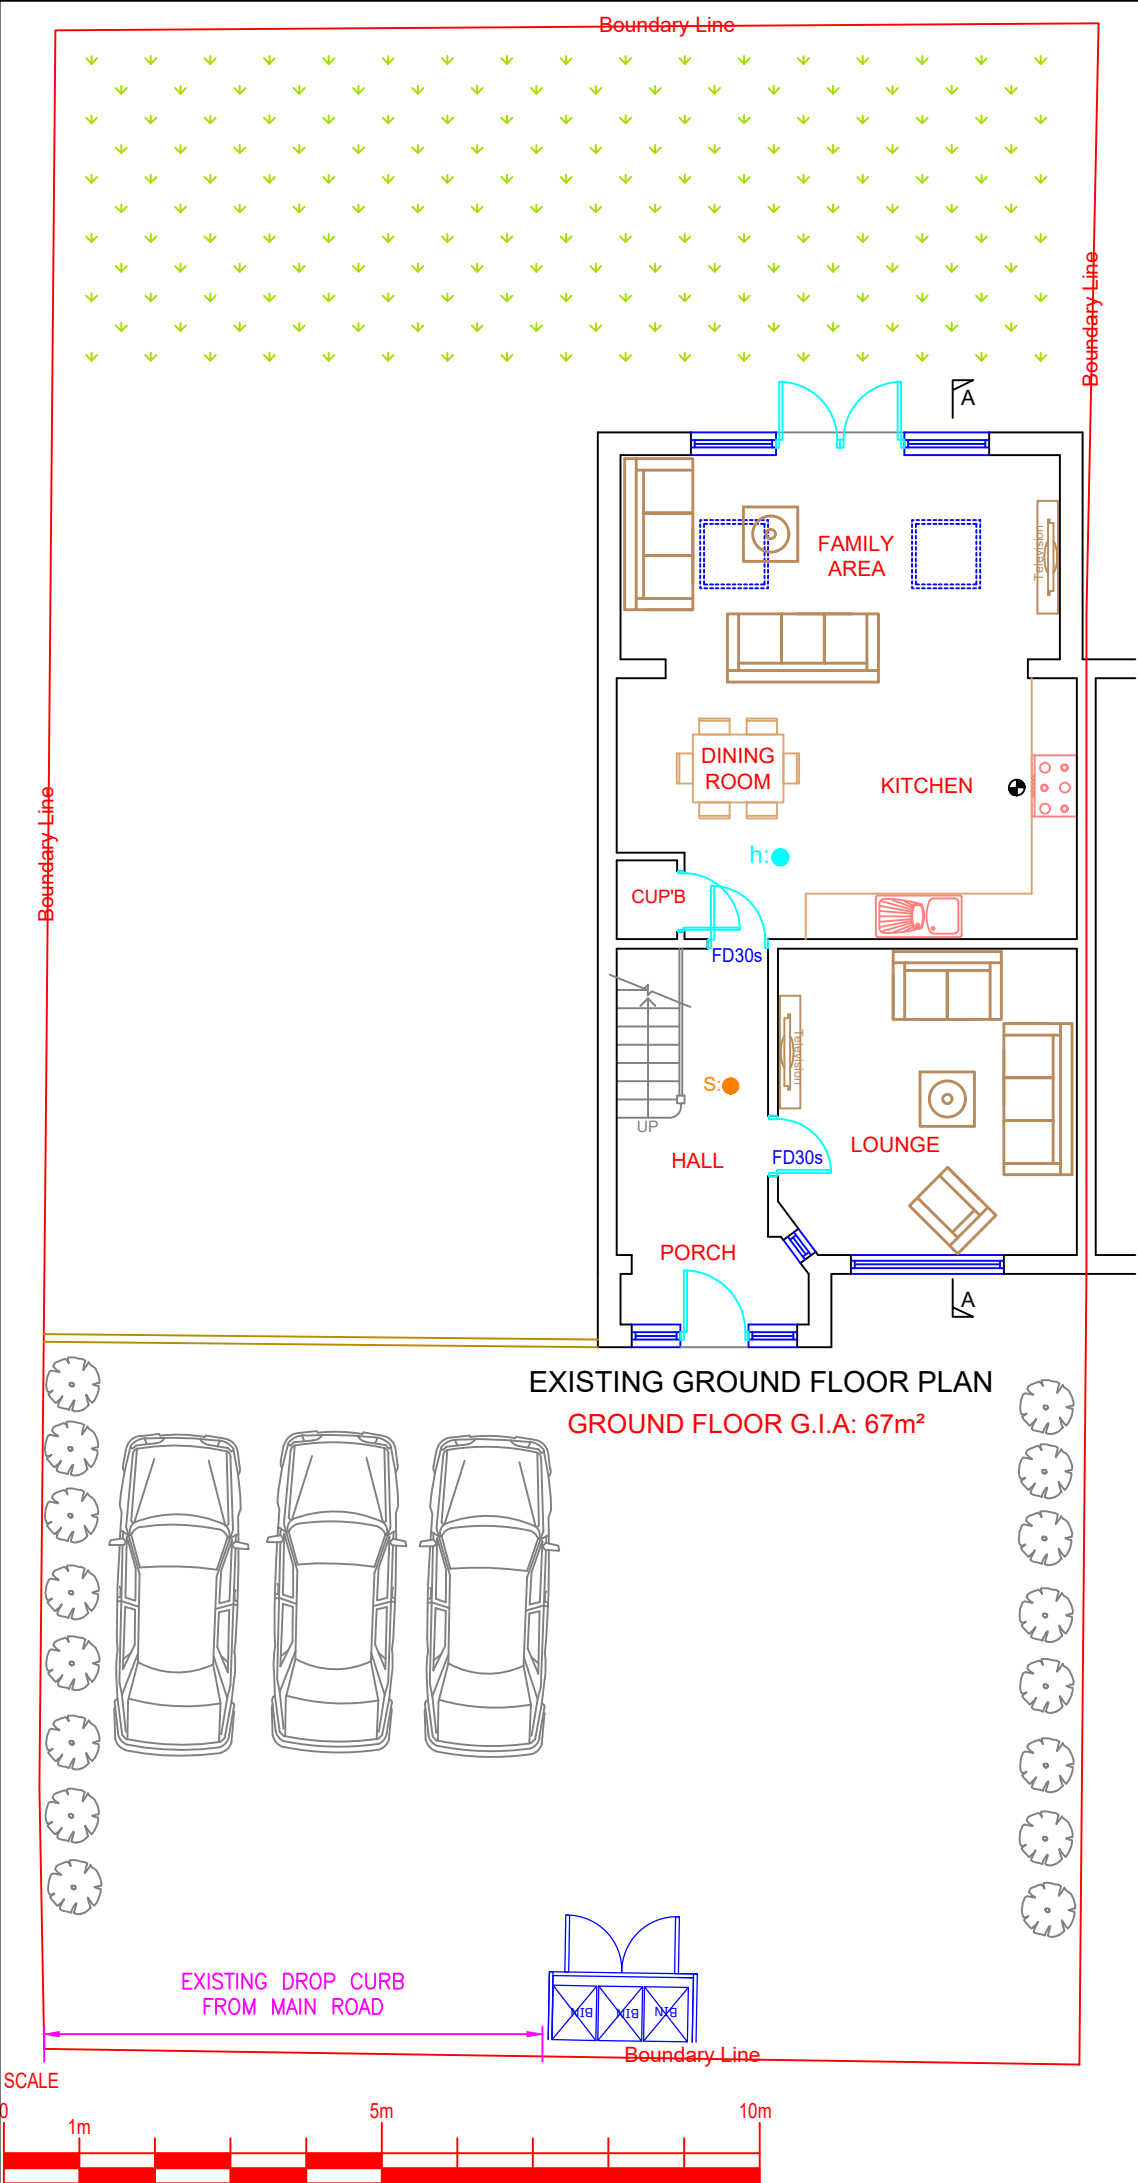 Boundary Line
Boundary Line
A
FAMILY
AREA
Television
DINING
ROOM
KITCHEN
Boundary Line
h:
CUP'B
FD30s
Television
S:
UP
HALL
FD30s
LOUNGE
PORCH
A
EXISTING GROUND FLOOR PLAN
GROUND FLOOR G.I.A: 67m²
EXISTING DROP CURB
FROM MAIN ROAD
BIN
BIN
BIN
Boundary Line
SCALE
0
1m
5m
10m